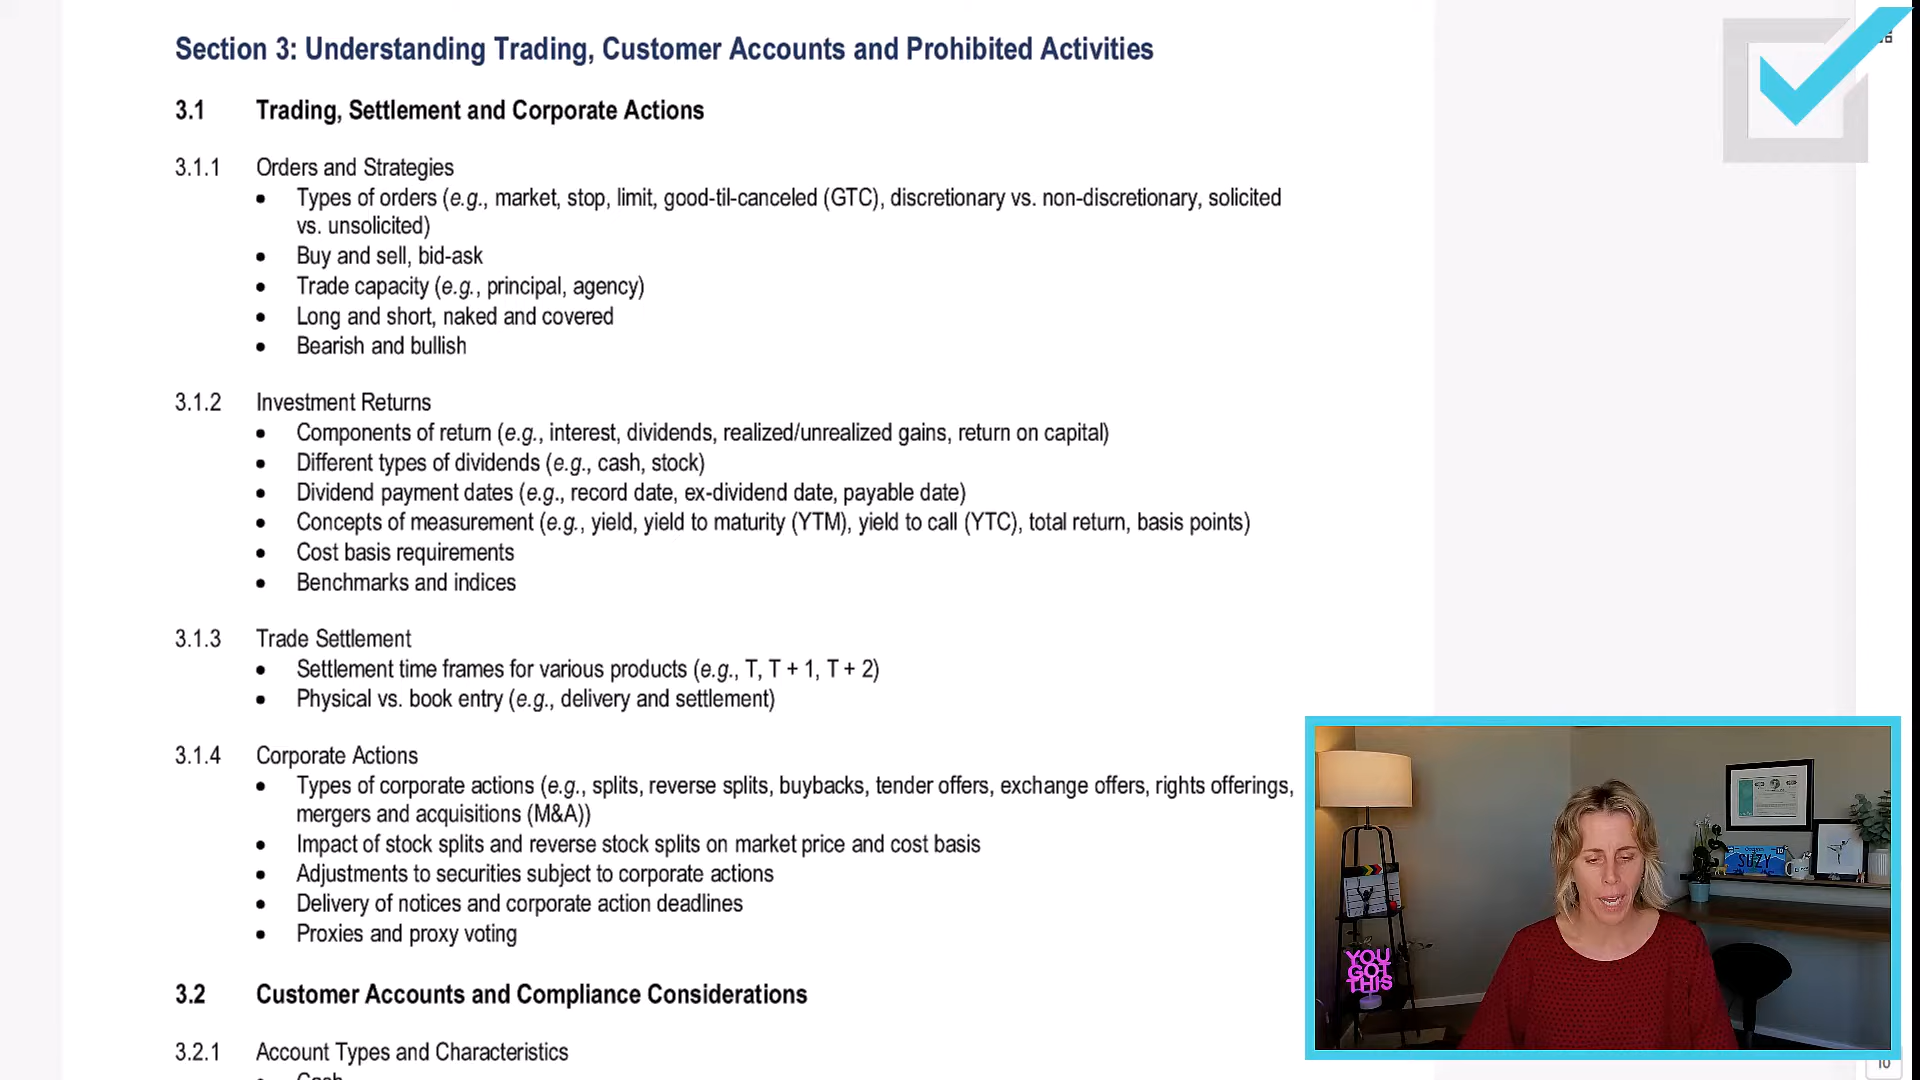 Section 3: Understanding Trading, Customer Accounts and Prohibited Activities
3.1 Trading, Settlement and Corporate Actions
3.1.1 Orders and Strategies
• Types of orders (e.g., market, stop, limit, good-til-canceled (GTC), discretionary vs. non-discretionary, solicited
vs. unsolicited)
• Buy and sell, bid-ask
• Trade capacity (e.g., principal, agency)
• Long and short, naked and covered
• Bearish and bullish
3.1.2 Investment Returns
• Components of return (e.g., interest, dividends, realized/unrealized gains, return on capital)
• Different types of dividends (e.g., cash, stock)
• Dividend payment dates (e.g., record date, ex-dividend date, payable date)
• Concepts of measurement (e.g., yield, yield to maturity (YTM), yield to call (YTC), total return, basis points)
• Cost basis requirements
• Benchmarks and indices
3.1.3 Trade Settlement
• Settlement time frames for various products (e.g., T, T + 1, T + 2)
• Physical vs. book entry (e.g., delivery and settlement)
3.1.4 Corporate Actions
• Types of corporate actions (e.g., splits, reverse splits, buybacks, tender offers, exchange offers, rights offerings,
mergers and acquisitions (M&A))
• Impact of stock splits and reverse stock splits on market price and cost basis
• Adjustments to securities subject to corporate actions
• Delivery of notices and corporate action deadlines
• Proxies and proxy voting
3.2 Customer Accounts and Compliance Considerations
3.2.1 Account Types and Characteristics
• Cash
SUZY
YOU
GOT
THIS
10